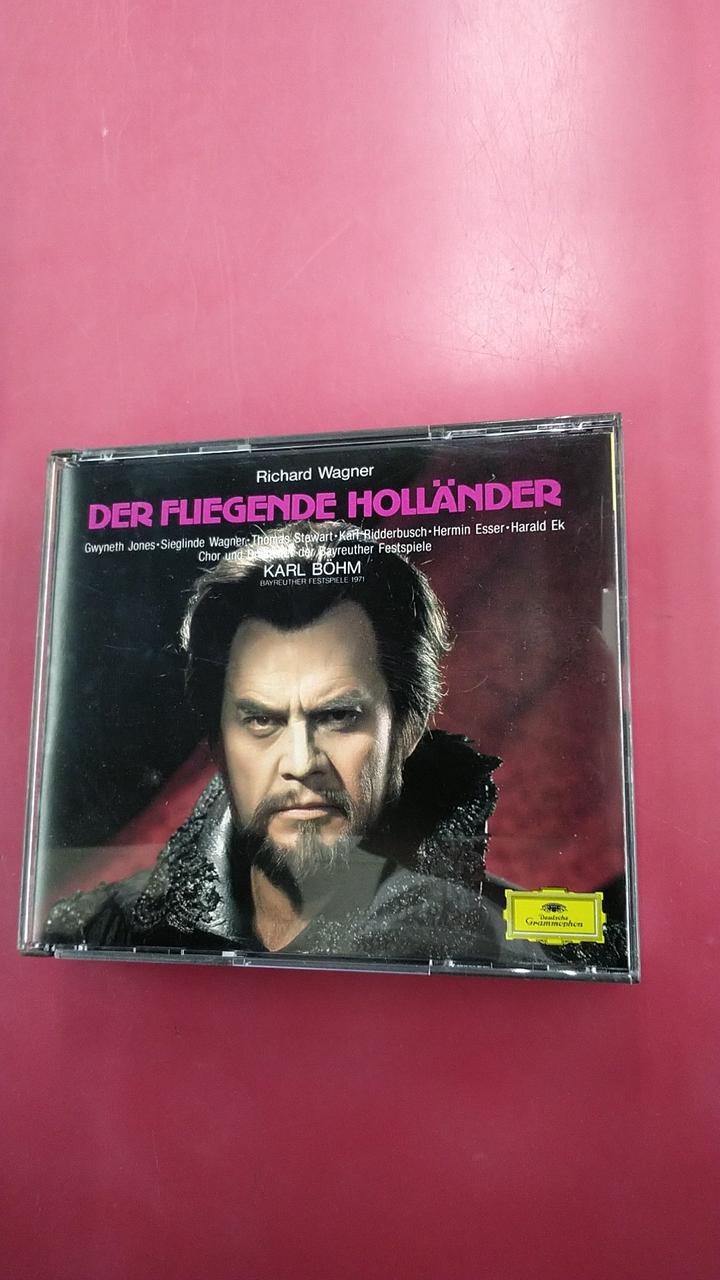 Richard Wagner
DER FLIEGENDE HOLLÄNDER
Gwyneth Jones·Sieglinde Wagner·Thomas Stewart·Karl Ridderbusch·Hermin Esser·Harald Ek
Chor und Orchester der Bayreuther Festspiele
KARL BÖHM
BAYREUTHER FESTSPIELE 1971
Deutsche
Grammophon